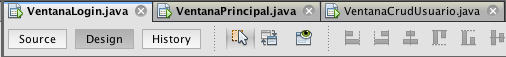 VentanaLogin.java VentanaPrincipal.java VentanaCrudUsuario.java
Source Design History